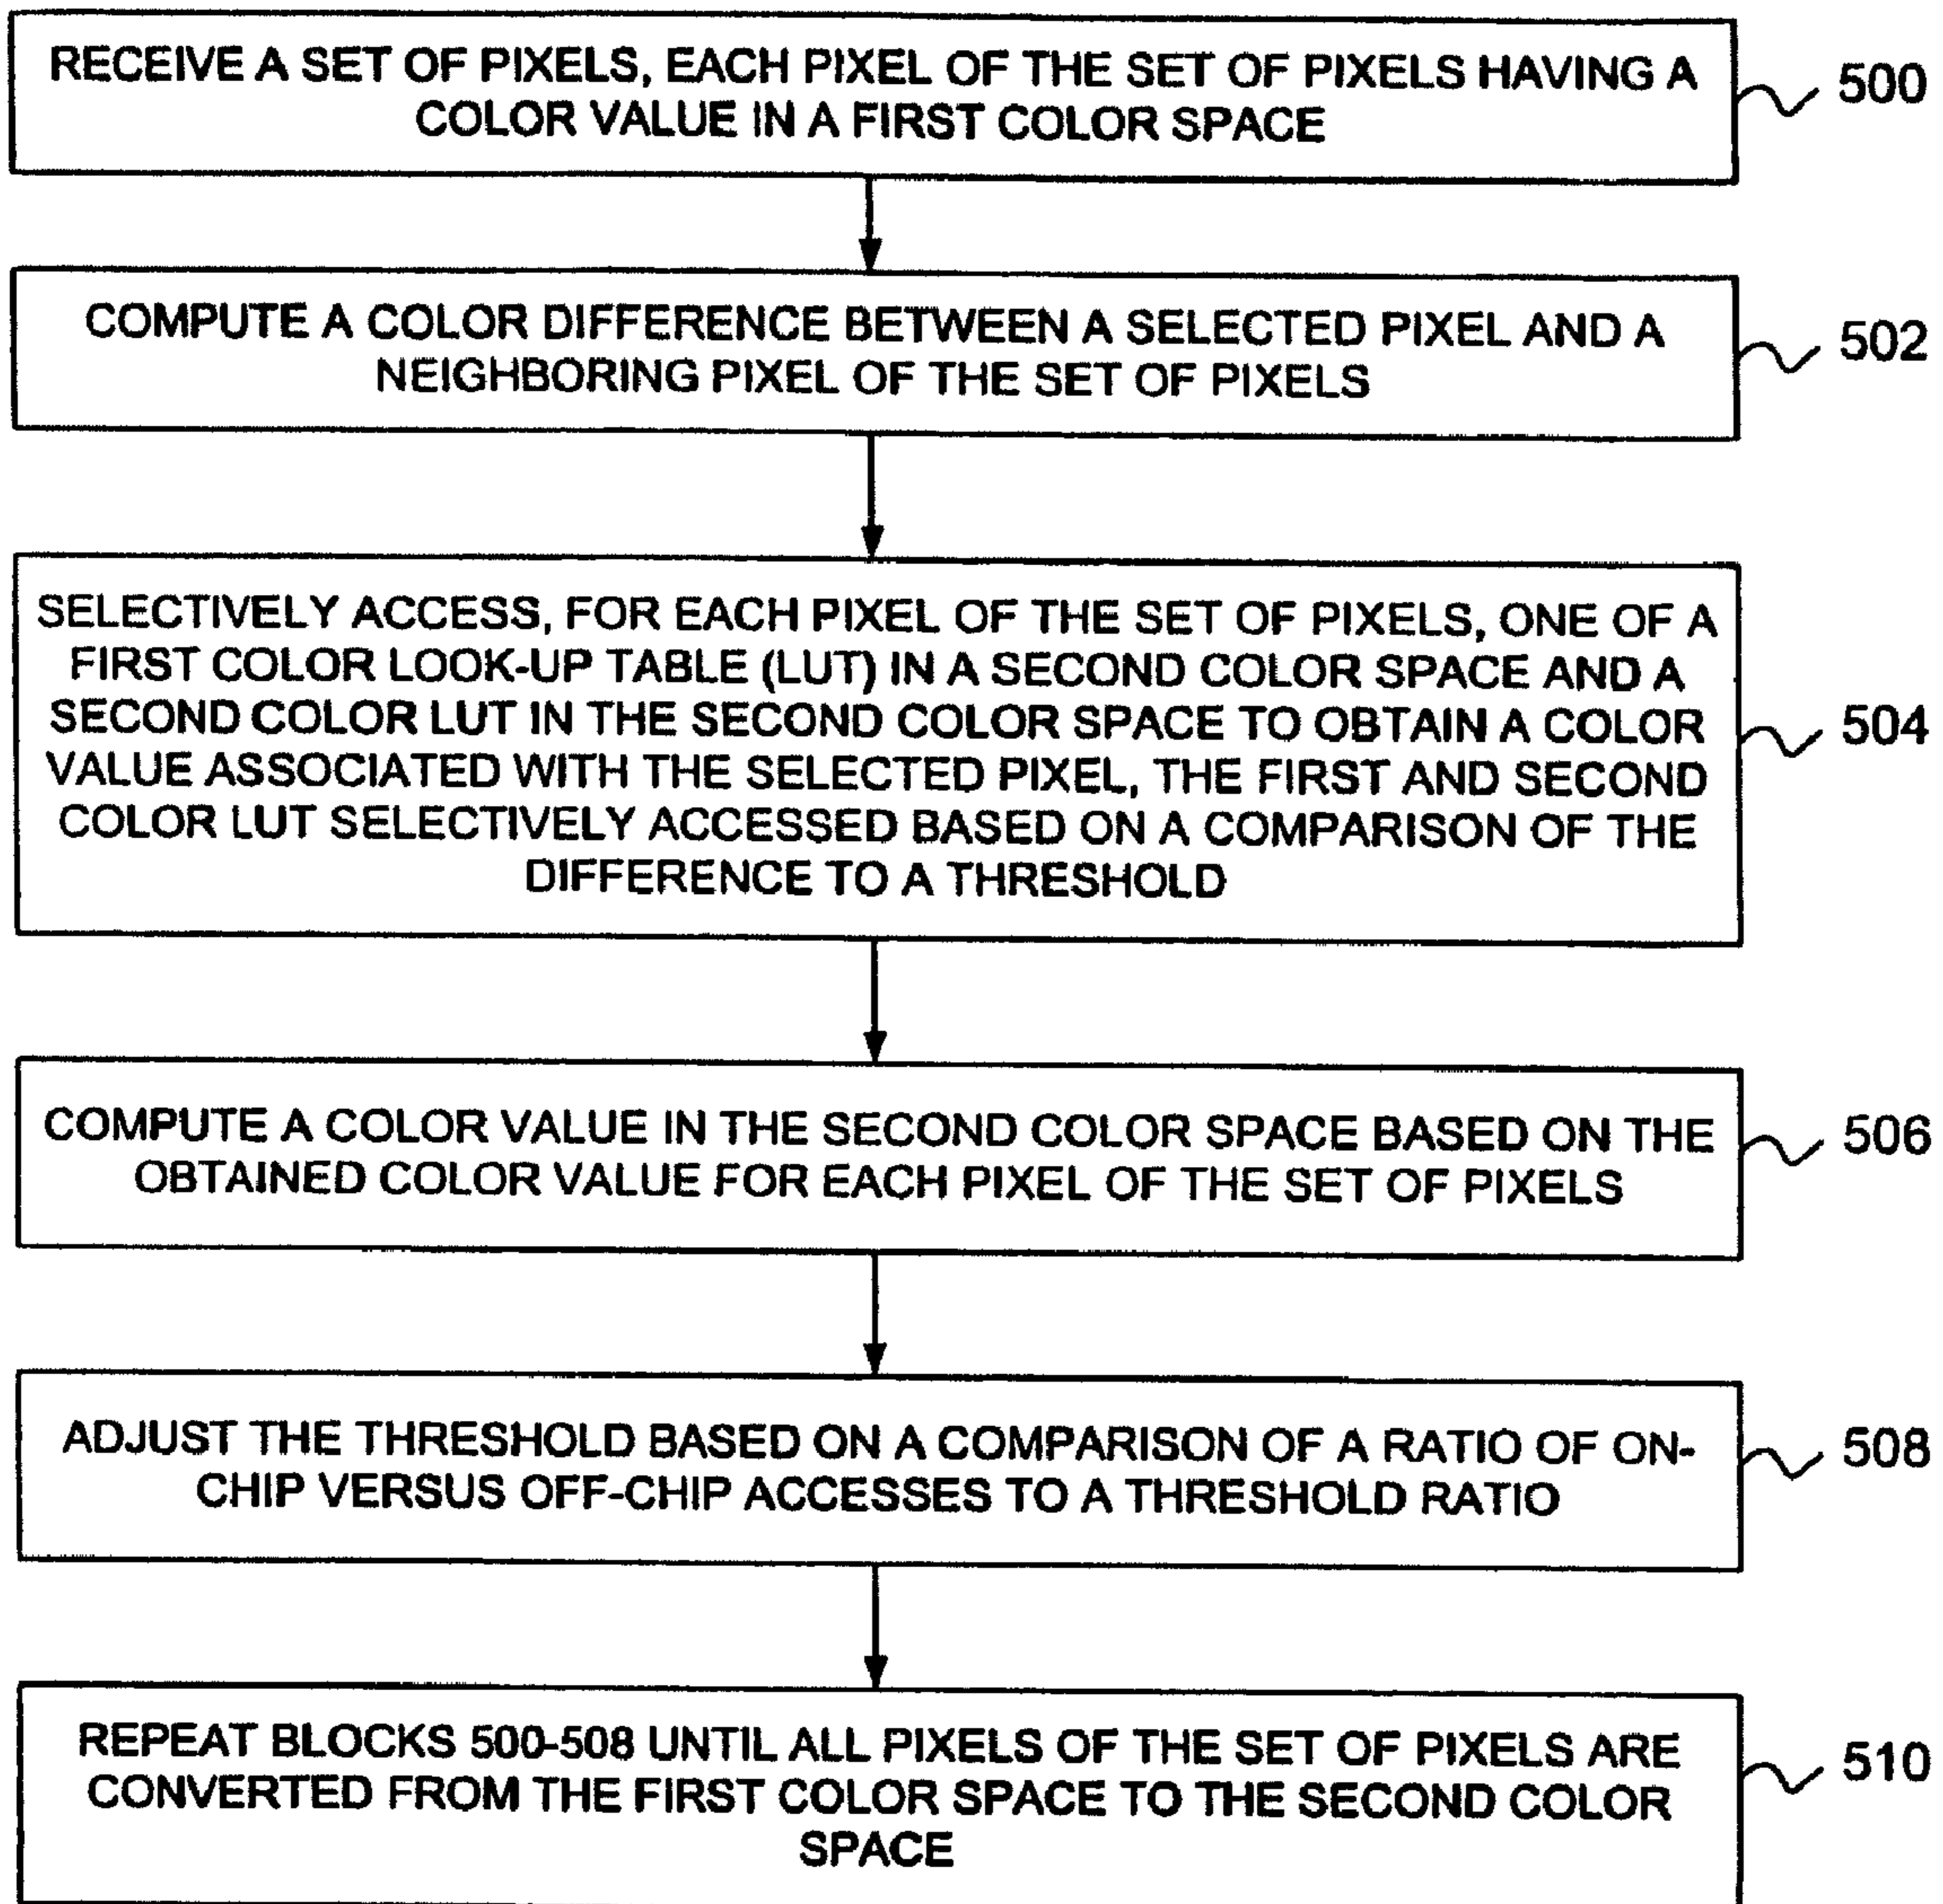 RECEIVE A SET OF PIXELS, EACH PIXEL OF THE SET OF PIXELS HAVING A
COLOR VALUE IN A FIRST COLOR SPACE
500
COMPUTE A COLOR DIFFERENCE BETWEEN A SELECTED PIXEL AND A
NEIGHBORING PIXEL OF THE SET OF PIXELS
502
SELECTIVELY ACCESS, FOR EACH PIXEL OF THE SET OF PIXELS, ONE OF A
FIRST COLOR LOOK-UP TABLE (LUT) IN A SECOND COLOR SPACE AND A
SECOND COLOR LUT IN THE SECOND COLOR SPACE TO OBTAIN A COLOR
VALUE ASSOCIATED WITH THE SELECTED PIXEL, THE FIRST AND SECOND
COLOR LUT SELECTIVELY ACCESSED BASED ON A COMPARISON OF THE
DIFFERENCE TO A THRESHOLD
504
COMPUTE A COLOR VALUE IN THE SECOND COLOR SPACE BASED ON THE
OBTAINED COLOR VALUE FOR EACH PIXEL OF THE SET OF PIXELS
506
ADJUST THE THRESHOLD BASED ON A COMPARISON OF A RATIO OF ON-
CHIP VERSUS OFF-CHIP ACCESSES TO A THRESHOLD RATIO
508
REPEAT BLOCKS 500-508 UNTIL ALL PIXELS OF THE SET OF PIXELS ARE
CONVERTED FROM THE FIRST COLOR SPACE TO THE SECOND COLOR
SPACE
510